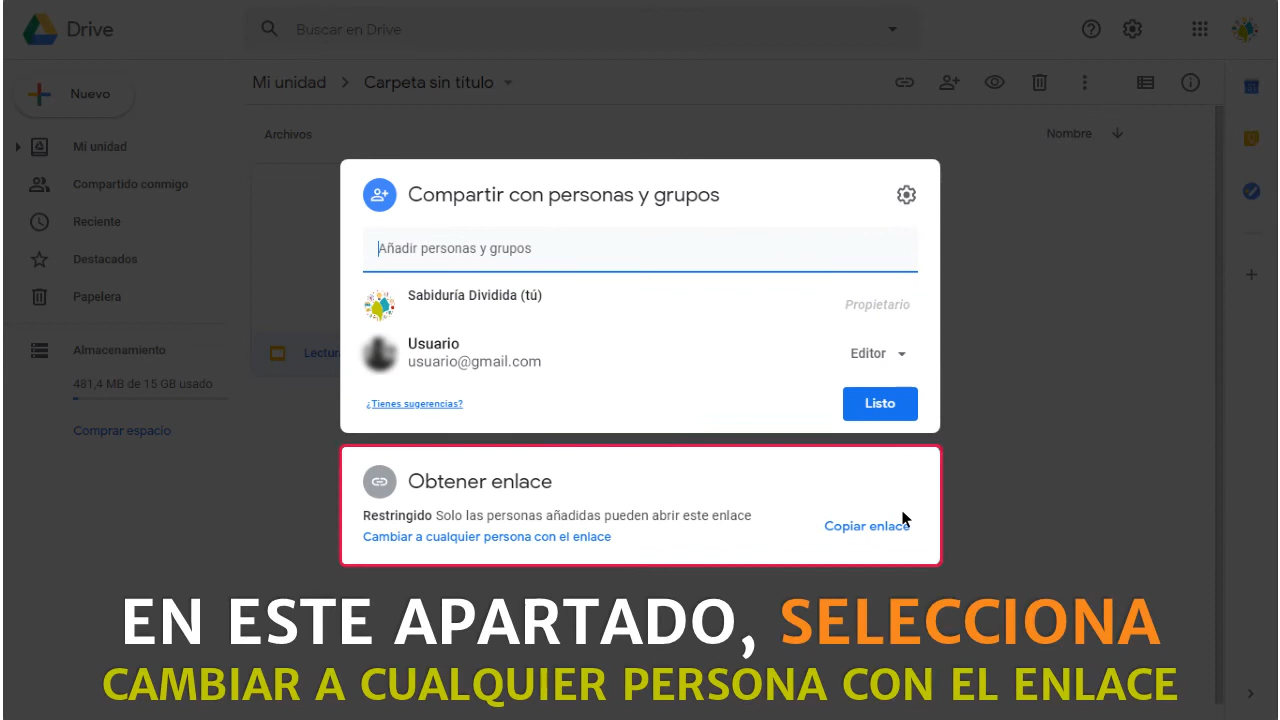 Drive
Buscar en Drive
Nuevo
Mi unidad > Carpeta sin título
Archivos
Nombre
Mi unidad
Compartido conmigo
Reciente
Destacados
Papelera
Almacenamiento
481,4 MB de 15 GB usado
Comprar espacio
Compartir con personas y grupos
Añadir personas y grupos
Sabiduría Dividida (tú)
Propietario
Usuario
usuario@gmail.com
Editor
¿Tienes sugerencias?
Listo
Obtener enlace
Restringido Solo las personas añadidas pueden abrir este enlace
Cambiar a cualquier persona con el enlace
Copiar enlace
EN ESTE APARTADO, SELECCIONA
CAMBIAR A CUALQUIER PERSONA CON EL ENLACE